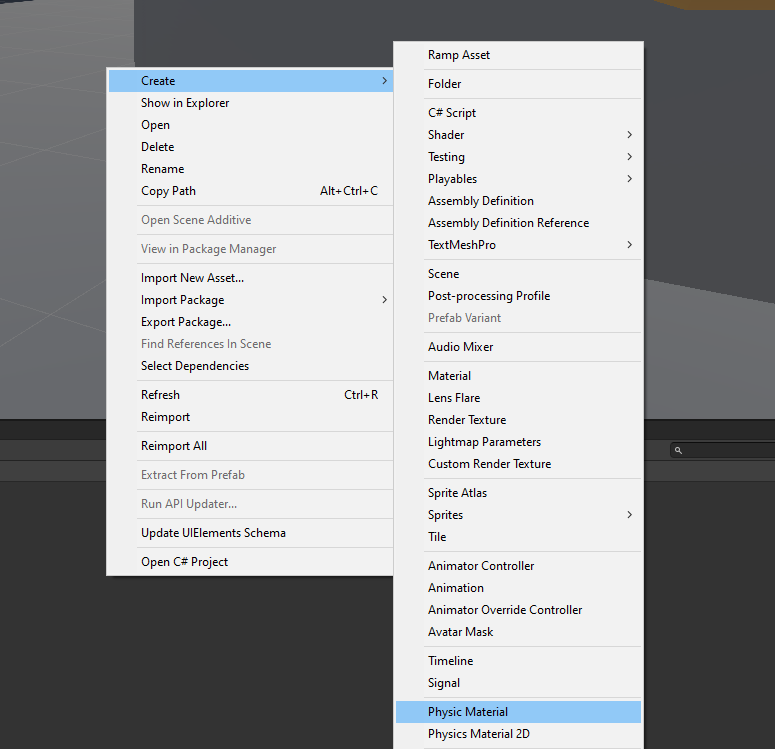 Create
Show in Explorer
Open
Delete
Rename
Copy Path Alt+Ctrl+C
Open Scene Additive
View in Package Manager
Import New Asset...
Import Package
Export Package...
Find References In Scene
Select Dependencies
Refresh Ctrl+R
Reimport
Reimport All
Extract From Prefab
Run API Updater...
Update UIElements Schema
Open C# Project
Ramp Asset
Folder
C# Script
Shader
Testing
Playables
Assembly Definition
Assembly Definition Reference
TextMeshPro
Scene
Post-processing Profile
Prefab Variant
Audio Mixer
Material
Lens Flare
Render Texture
Lightmap Parameters
Custom Render Texture
Sprite Atlas
Sprites
Tile
Animator Controller
Animation
Animator Override Controller
Avatar Mask
Timeline
Signal
Physic Material
Physics Material 2D